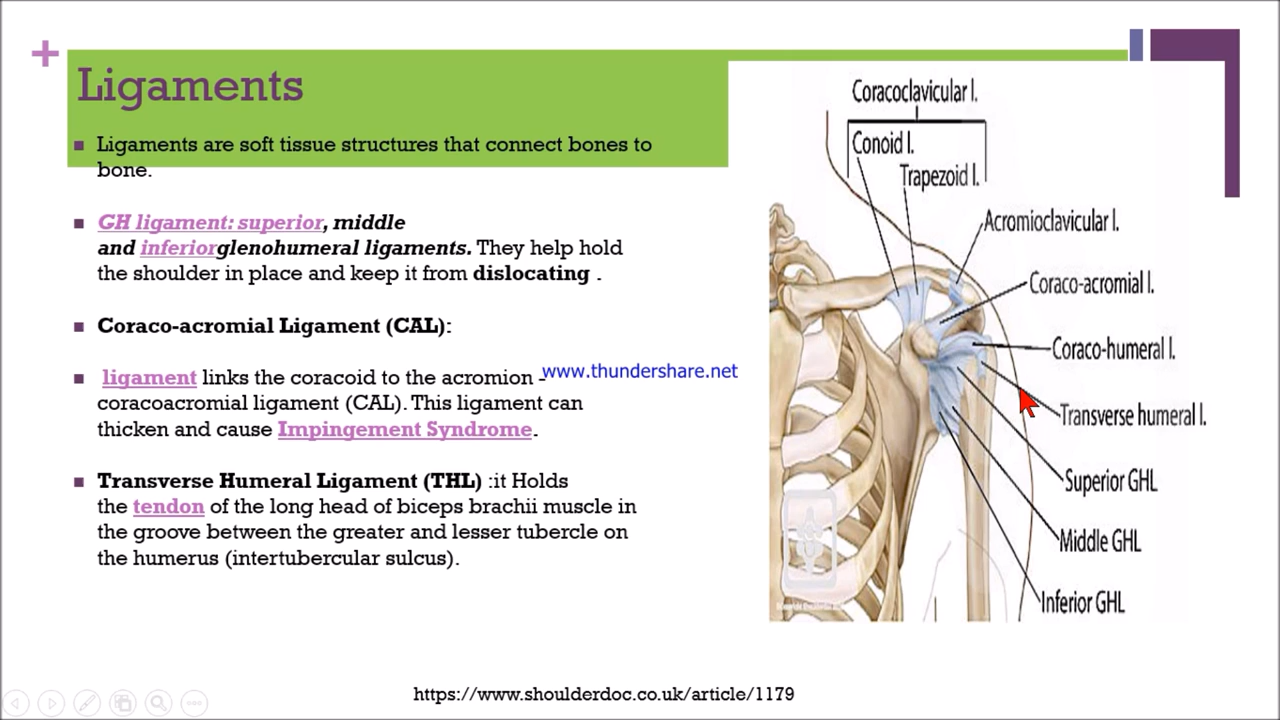 Ligaments
Ligaments are soft tissue structures that connect bones to
bone.
GH ligament: superior, middle
and inferiorglenohumeral ligaments. They help hold
the shoulder in place and keep it from dislocating .
Coraco-acromial Ligament (CAL):
ligament links the coracoid to the acromion -
coracoacromial ligament (CAL). This ligament can
thicken and cause Impingement Syndrome.
Transverse Humeral Ligament (THL) :it Holds
the tendon of the long head of biceps brachii muscle in
the groove between the greater and lesser tubercle on
the humerus (intertubercular sulcus).
www.thundershare.net
Coracoclavicular l.
Conoid l.
Trapezoid l.
Acromioclavicular l.
Coraco-acromial l.
Coraco-humeral l.
Transverse humeral l.
Superior GHL
Middle GHL
Inferior GHL
https://www.shoulderdoc.co.uk/article/1179